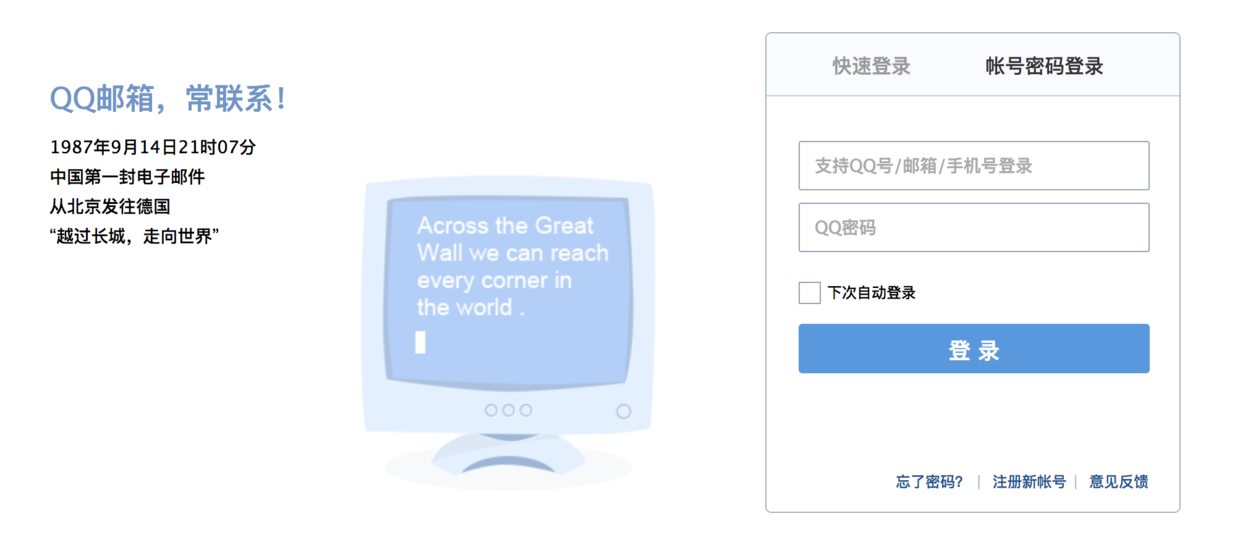 QQ邮箱，常联系！
1987年9月14日21时07分
中国第一封电子邮件
从北京发往德国
“越过长城，走向世界”
Across the Great
Wall we can reach
every corner in
the world .
快速登录 帐号密码登录
支持QQ号/邮箱/手机号登录
QQ密码
下次自动登录
登 录
忘了密码? | 注册新帐号 | 意见反馈